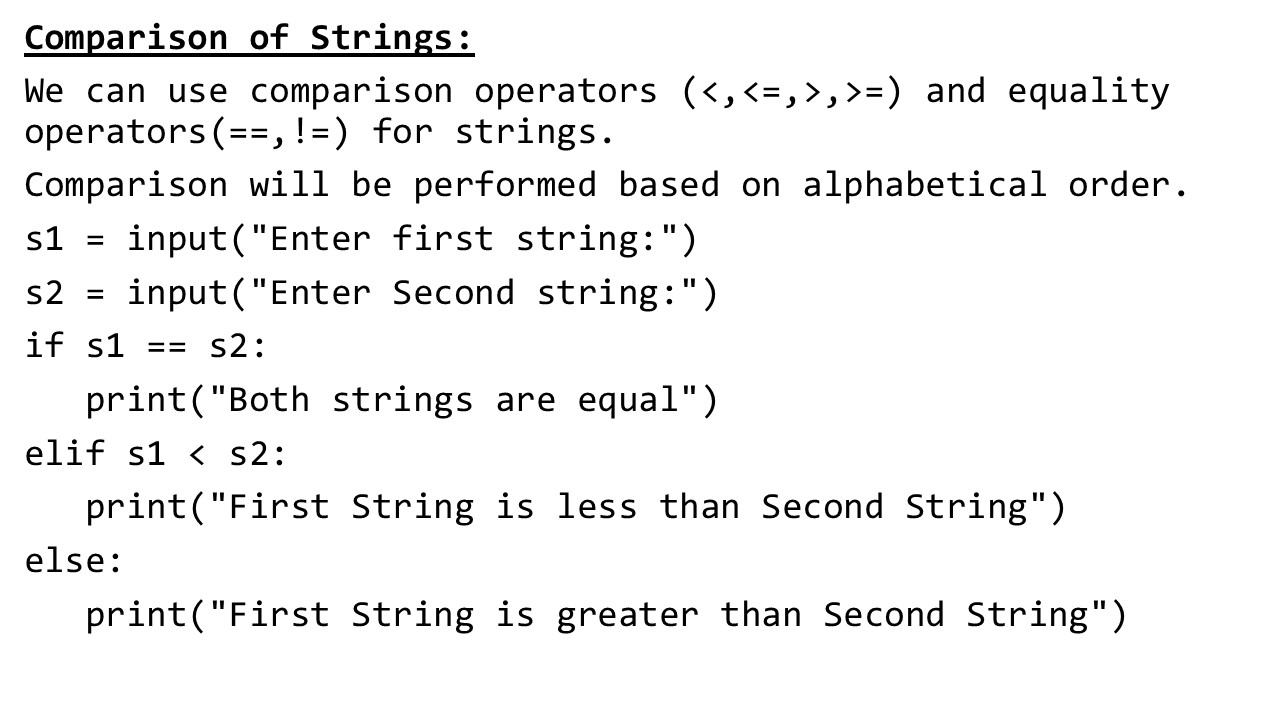 Comparison of Strings:
We can use comparison operators (<,<=,>,>=) and equality
operators(==,!=) for strings.
Comparison will be performed based on alphabetical order.
s1 = input("Enter first string:")
s2 = input("Enter Second string:")
if s1 == s2:
   print("Both strings are equal")
elif s1 < s2:
   print("First String is less than Second String")
else:
   print("First String is greater than Second String")